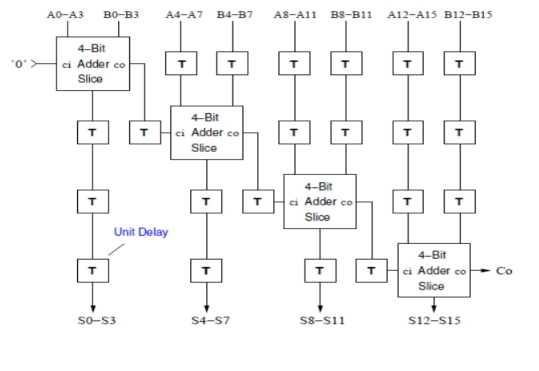 A0–A3 B0–B3 A4–A7 B4–B7 A8–A11 B8–B11 A12–A15 B12–B15
'0' ci 4–Bit Adder Slice co T T T T T T
T T ci 4–Bit Adder Slice co T T T T
T T T ci 4–Bit Adder Slice co T T
Unit Delay
T T T T ci 4–Bit Adder Slice co Co
S0–S3 S4–S7 S8–S11 S12–S15